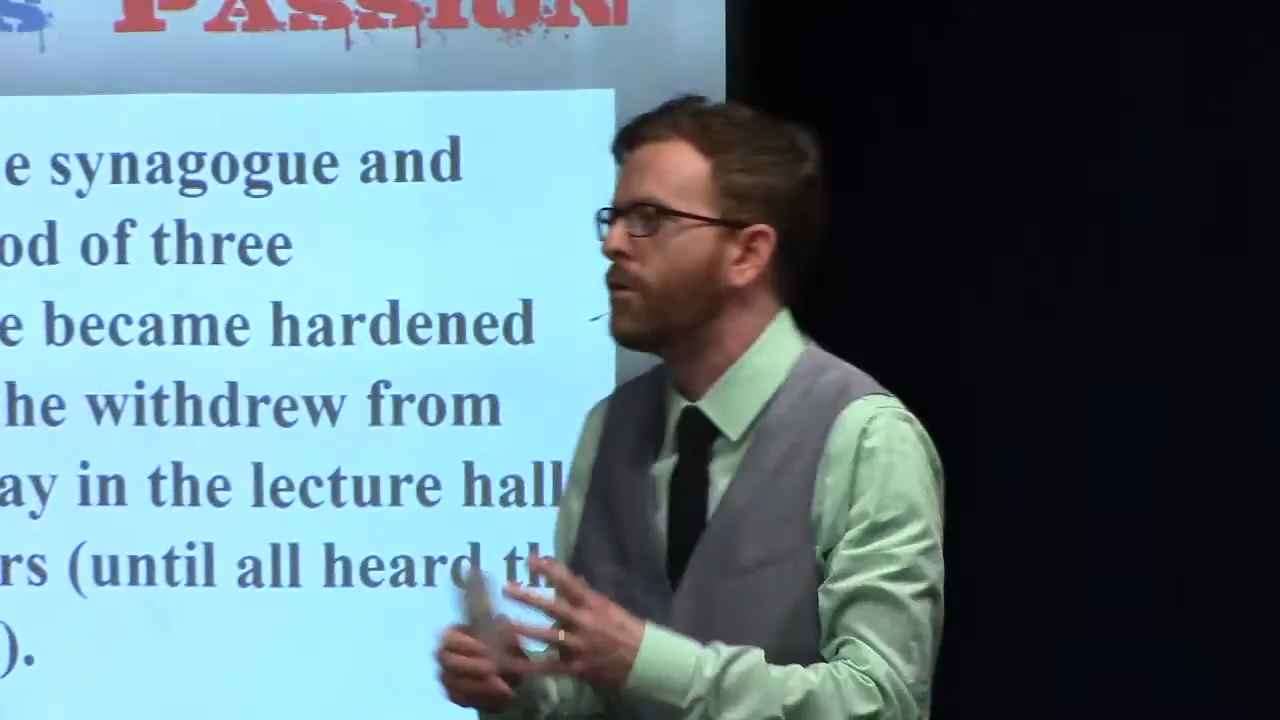 s PASSION
e synagogue and
od of three
e became hardened
he withdrew from
ay in the lecture hall
rs (until all heard th
).